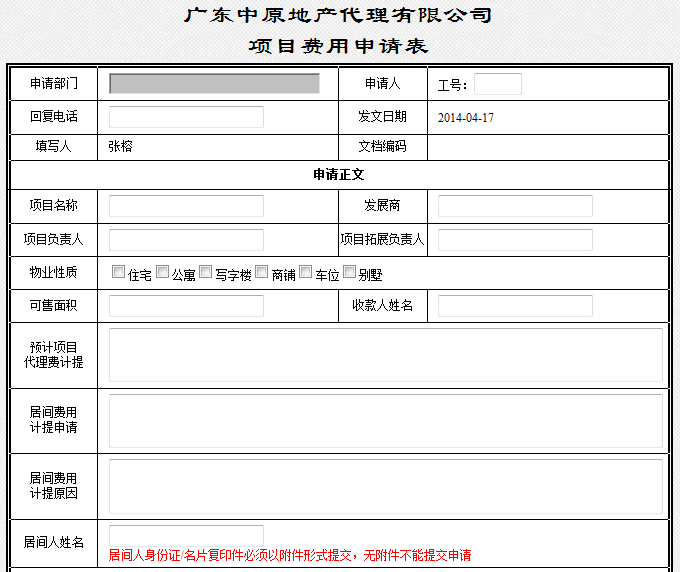 广东中原地产代理有限公司
项目费用申请表
申请部门 申请人 工号：
回复电话 发文日期 2014-04-17
填写人 张榕 文档编码
申请正文
项目名称 发展商
项目负责人 项目拓展负责人
物业性质 住宅 公寓 写字楼 商铺 车位 别墅
可售面积 收款人姓名
预计项目
代理费计提
居间费用
计提申请
居间费用
计提原因
居间人姓名
居间人身份证/名片复印件必须以附件形式提交，无附件不能提交申请